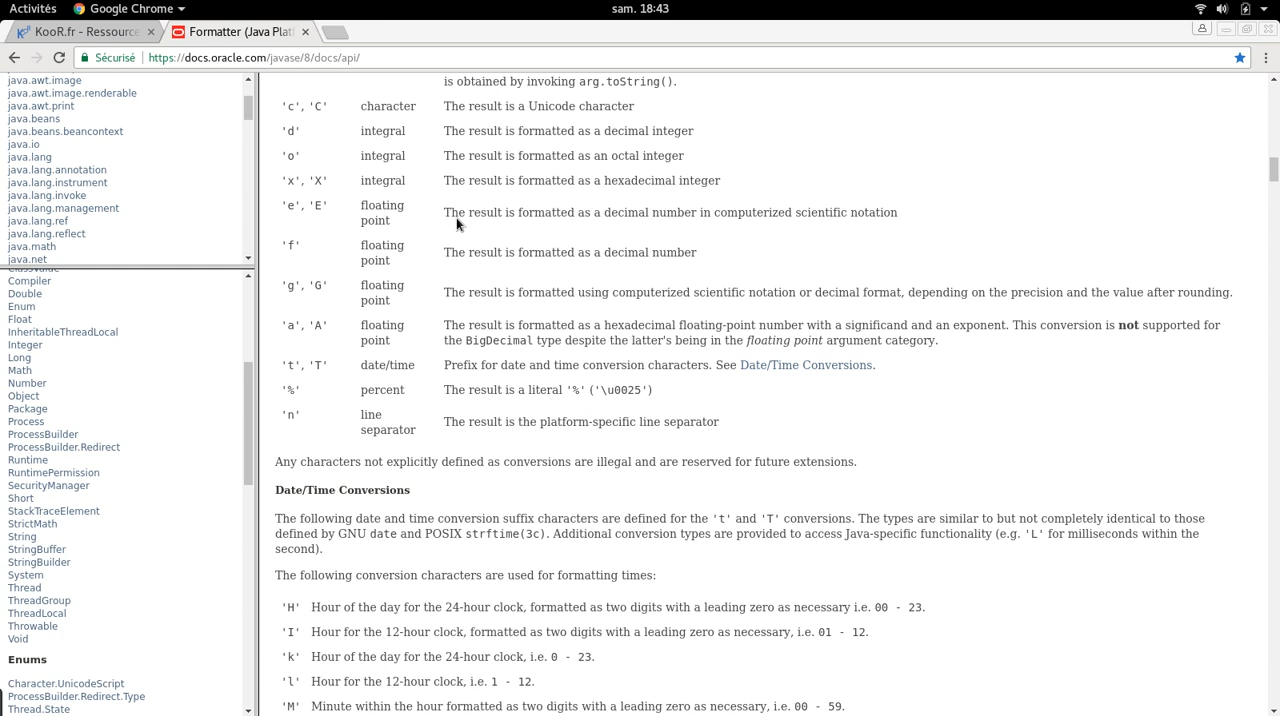 Activités Google Chrome sam. 18:43
KooR.fr - Ressource Formatter (Java Plat
Sécurisé https://docs.oracle.com/javase/8/docs/api/
java.awt.image
java.awt.image.renderable
java.awt.print
java.beans
java.beans.beancontext
java.io
java.lang
java.lang.annotation
java.lang.instrument
java.lang.invoke
java.lang.management
java.lang.ref
java.lang.reflect
java.math
java.net
ClassValue
Compiler
Double
Enum
Float
InheritableThreadLocal
Integer
Long
Math
Number
Object
Package
Process
ProcessBuilder
ProcessBuilder.Redirect
Runtime
RuntimePermission
SecurityManager
Short
StackTraceElement
StrictMath
String
StringBuffer
StringBuilder
System
Thread
ThreadGroup
ThreadLocal
Throwable
Void
Enums
Character.UnicodeScript
ProcessBuilder.Redirect.Type
Thread.State
is obtained by invoking arg.toString().
'c', 'C' character The result is a Unicode character
'd' integral The result is formatted as a decimal integer
'o' integral The result is formatted as an octal integer
'x', 'X' integral The result is formatted as a hexadecimal integer
'e', 'E' floating point The result is formatted as a decimal number in computerized scientific notation
'f' floating point The result is formatted as a decimal number
'g', 'G' floating point The result is formatted using computerized scientific notation or decimal format, depending on the precision and the value after rounding.
'a', 'A' floating point The result is formatted as a hexadecimal floating-point number with a significand and an exponent. This conversion is not supported for
the BigDecimal type despite the latter's being in the floating point argument category.
't', 'T' date/time Prefix for date and time conversion characters. See Date/Time Conversions.
'%' percent The result is a literal '%' ('\u0025')
'n' line separator The result is the platform-specific line separator
Any characters not explicitly defined as conversions are illegal and are reserved for future extensions.
Date/Time Conversions
The following date and time conversion suffix characters are defined for the 't' and 'T' conversions. The types are similar to but not completely identical to those
defined by GNU date and POSIX strftime(3c). Additional conversion types are provided to access Java-specific functionality (e.g. 'L' for milliseconds within the
second).
The following conversion characters are used for formatting times:
'H' Hour of the day for the 24-hour clock, formatted as two digits with a leading zero as necessary i.e. 00 - 23.
'I' Hour for the 12-hour clock, formatted as two digits with a leading zero as necessary, i.e. 01 - 12.
'k' Hour of the day for the 24-hour clock, i.e. 0 - 23.
'l' Hour for the 12-hour clock, i.e. 1 - 12.
'M' Minute within the hour formatted as two digits with a leading zero as necessary, i.e. 00 - 59.